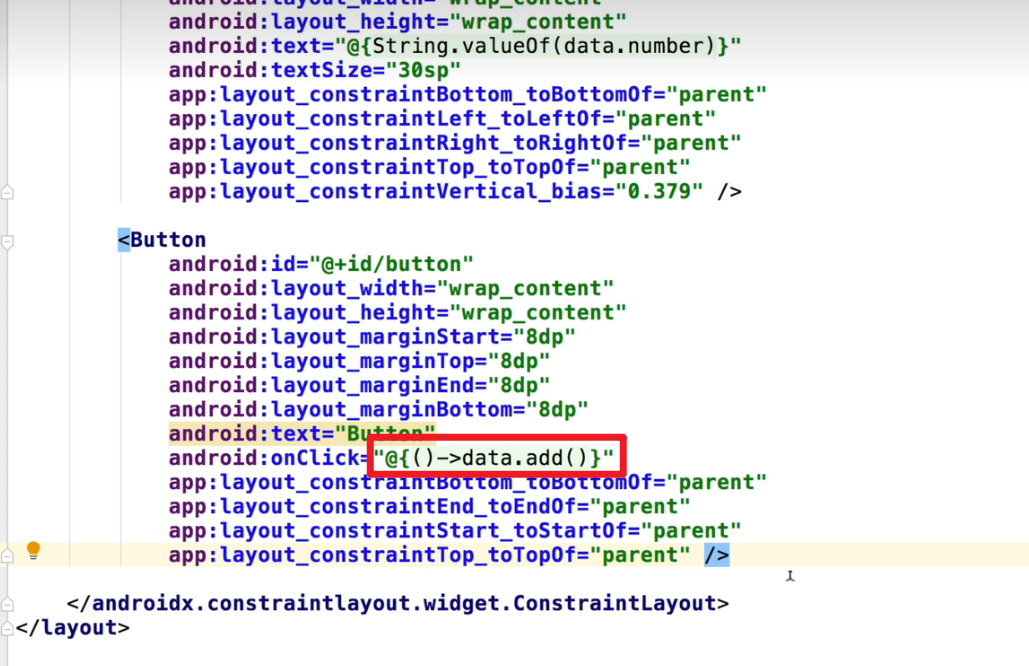 android:layout_width="wrap_content"
android:layout_height="wrap_content"
android:text="@{String.valueOf(data.number)}"
android:textSize="30sp"
app:layout_constraintBottom_toBottomOf="parent"
app:layout_constraintLeft_toLeftOf="parent"
app:layout_constraintRight_toRightOf="parent"
app:layout_constraintTop_toTopOf="parent"
app:layout_constraintVertical_bias="0.379" />
<Button
android:id="@+id/button"
android:layout_width="wrap_content"
android:layout_height="wrap_content"
android:layout_marginStart="8dp"
android:layout_marginTop="8dp"
android:layout_marginEnd="8dp"
android:layout_marginBottom="8dp"
android:text="Button"
android:onClick="@{()->data.add()}"
app:layout_constraintBottom_toBottomOf="parent"
app:layout_constraintEnd_toEndOf="parent"
app:layout_constraintStart_toStartOf="parent"
app:layout_constraintTop_toTopOf="parent" />
</androidx.constraintlayout.widget.ConstraintLayout>
</layout>